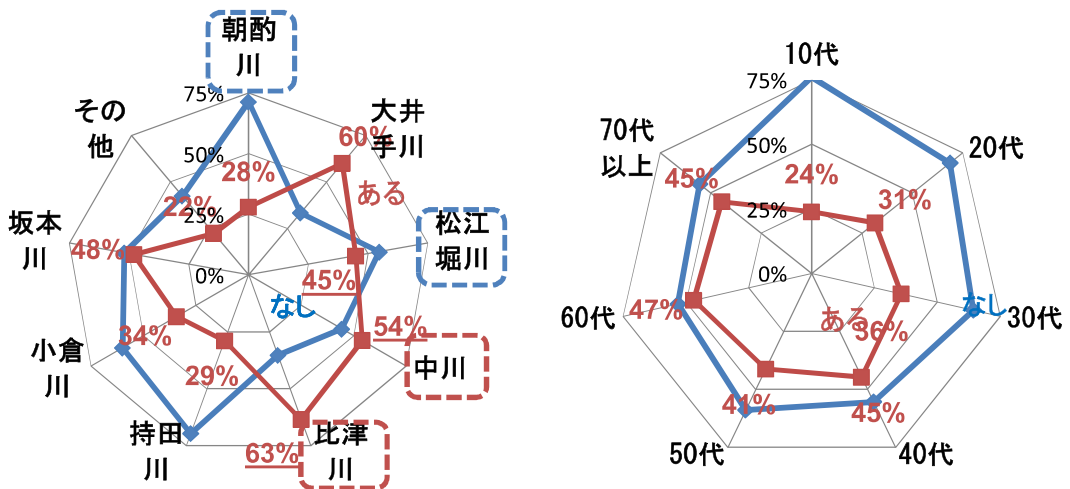 朝酌
川
75%
その
他
大井
手川
60%
50%
28%
ある
22%
25%
坂本
川
48%
松江
堀川
0%
45%
なし
54%
小倉
川
34%
29%
中川
持田
川
63%
比津
川
10代
75%
70代
以上
50%
20代
45%
24%
31%
25%
0%
60代
47%
ある
36%
なし
30代
41%
45%
50代
40代